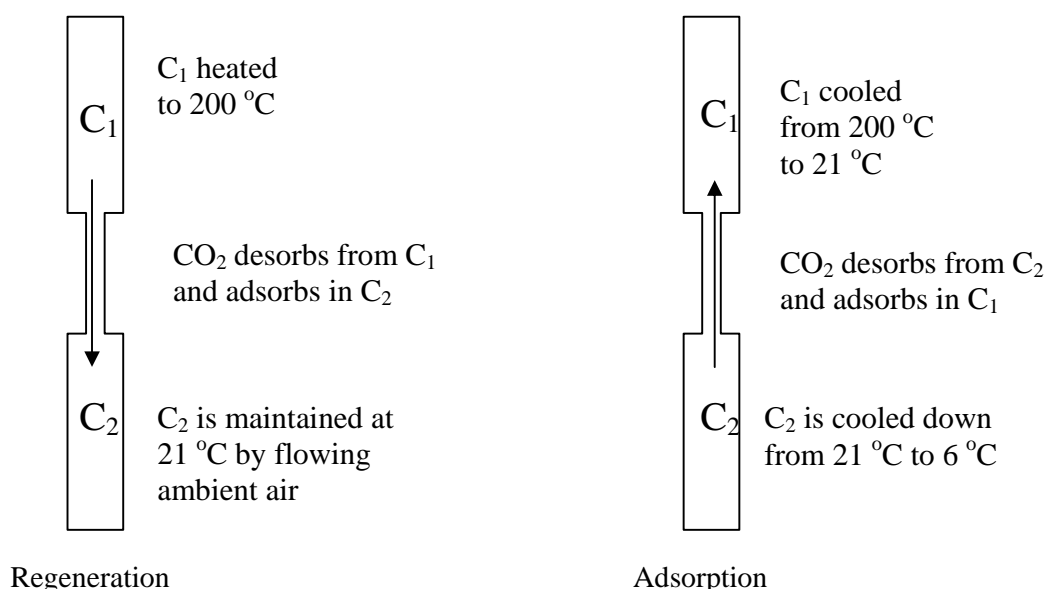 C₁ heated
to 200 °C
C₁
CO₂ desorbs from C₁
and adsorbs in C₂
C₂
C₂ is maintained at
21 °C by flowing
ambient air
Regeneration
C₁ cooled
from 200 °C
to 21 °C
C₁
CO₂ desorbs from C₂
and adsorbs in C₁
C₂
C₂ is cooled down
from 21 °C to 6 °C
Adsorption